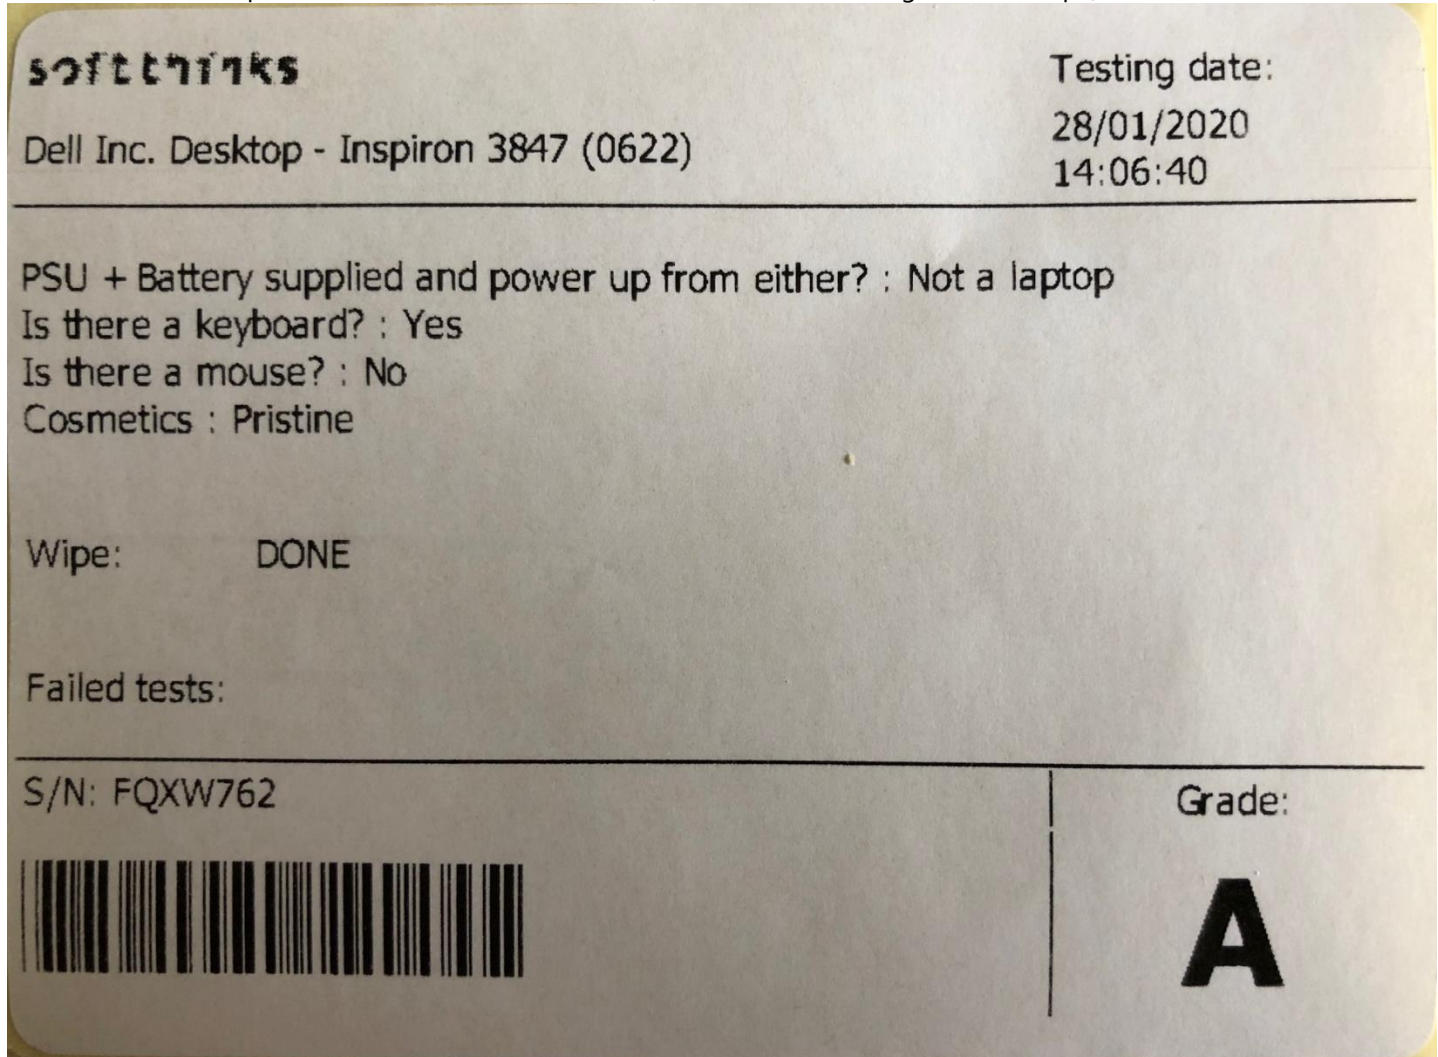 softthinks
Dell Inc. Desktop - Inspiron 3847 (0622)
Testing date:
28/01/2020
14:06:40
PSU + Battery supplied and power up from either? : Not a laptop
Is there a keyboard? : Yes
Is there a mouse? : No
Cosmetics : Pristine
Wipe: DONE
Failed tests:
S/N: FQXW762
Grade:
A